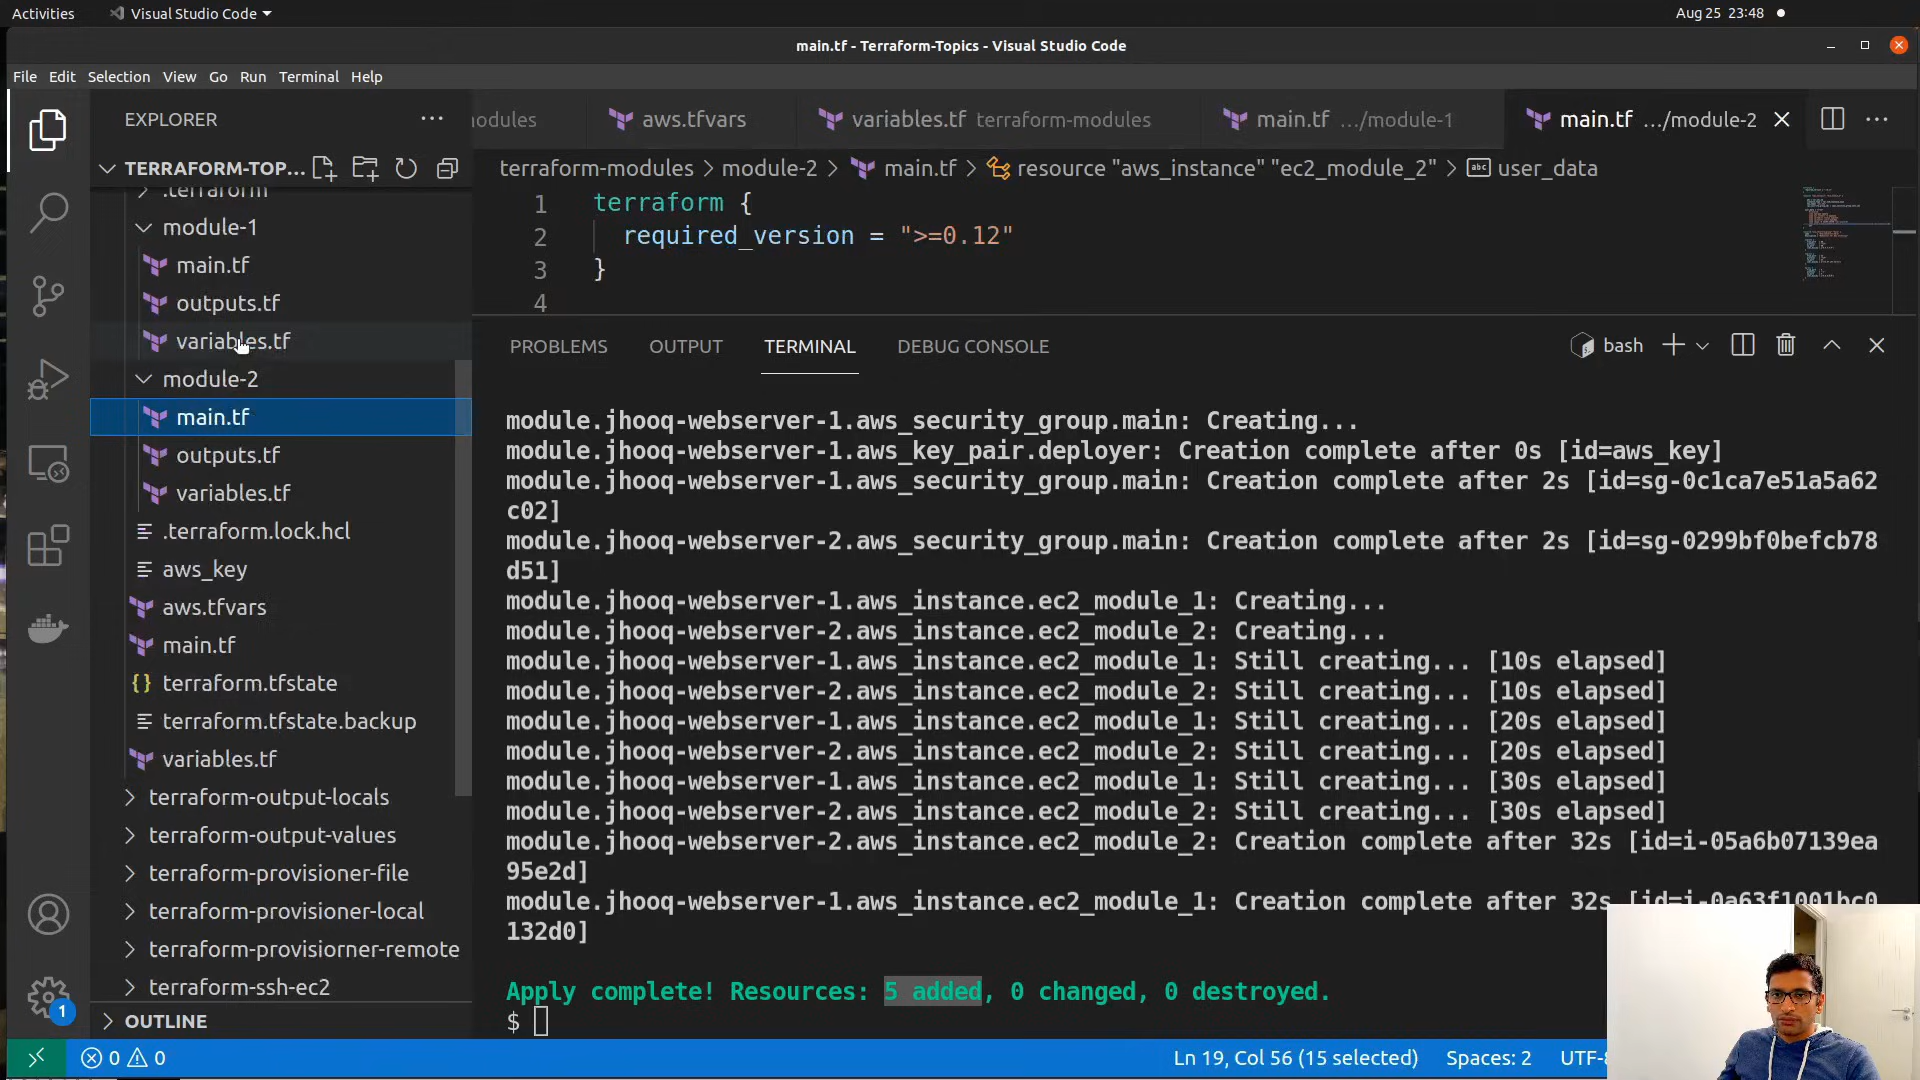 Activities
Visual Studio Code
Aug 25 23:48
main.tf - Terraform-Topics - Visual Studio Code
File Edit Selection View Go Run Terminal Help
EXPLORER
TERRAFORM-TOP...
.terraform
module-1
main.tf
outputs.tf
variables.tf
module-2
main.tf
outputs.tf
variables.tf
.terraform.lock.hcl
aws_key
aws.tfvars
main.tf
terraform.tfstate
terraform.tfstate.backup
variables.tf
terraform-output-locals
terraform-output-values
terraform-provisioner-file
terraform-provisioner-local
terraform-provisiorner-remote
terraform-ssh-ec2
OUTLINE
1
odules aws.tfvars variables.tf terraform-modules main.tf .../module-1 main.tf .../module-2
terraform-modules > module-2 > main.tf > resource "aws_instance" "ec2_module_2" > abc user_data
1 terraform {
2 required_version = ">=0.12"
3 }
4
PROBLEMS OUTPUT TERMINAL DEBUG CONSOLE
bash
module.jhooq-webserver-1.aws_security_group.main: Creating...
module.jhooq-webserver-1.aws_key_pair.deployer: Creation complete after 0s [id=aws_key]
module.jhooq-webserver-1.aws_security_group.main: Creation complete after 2s [id=sg-0c1ca7e51a5a62
c02]
module.jhooq-webserver-2.aws_security_group.main: Creation complete after 2s [id=sg-0299bf0befcb78
d51]
module.jhooq-webserver-1.aws_instance.ec2_module_1: Creating...
module.jhooq-webserver-2.aws_instance.ec2_module_2: Creating...
module.jhooq-webserver-1.aws_instance.ec2_module_1: Still creating... [10s elapsed]
module.jhooq-webserver-2.aws_instance.ec2_module_2: Still creating... [10s elapsed]
module.jhooq-webserver-1.aws_instance.ec2_module_1: Still creating... [20s elapsed]
module.jhooq-webserver-2.aws_instance.ec2_module_2: Still creating... [20s elapsed]
module.jhooq-webserver-1.aws_instance.ec2_module_1: Still creating... [30s elapsed]
module.jhooq-webserver-2.aws_instance.ec2_module_2: Still creating... [30s elapsed]
module.jhooq-webserver-2.aws_instance.ec2_module_2: Creation complete after 32s [id=i-05a6b07139ea
95e2d]
module.jhooq-webserver-1.aws_instance.ec2_module_1: Creation complete after 32s [id=i-0a63f1001bc0
132d0]
Apply complete! Resources: 5 added, 0 changed, 0 destroyed.
$
0 0
Ln 19, Col 56 (15 selected) Spaces: 2 UTF-8